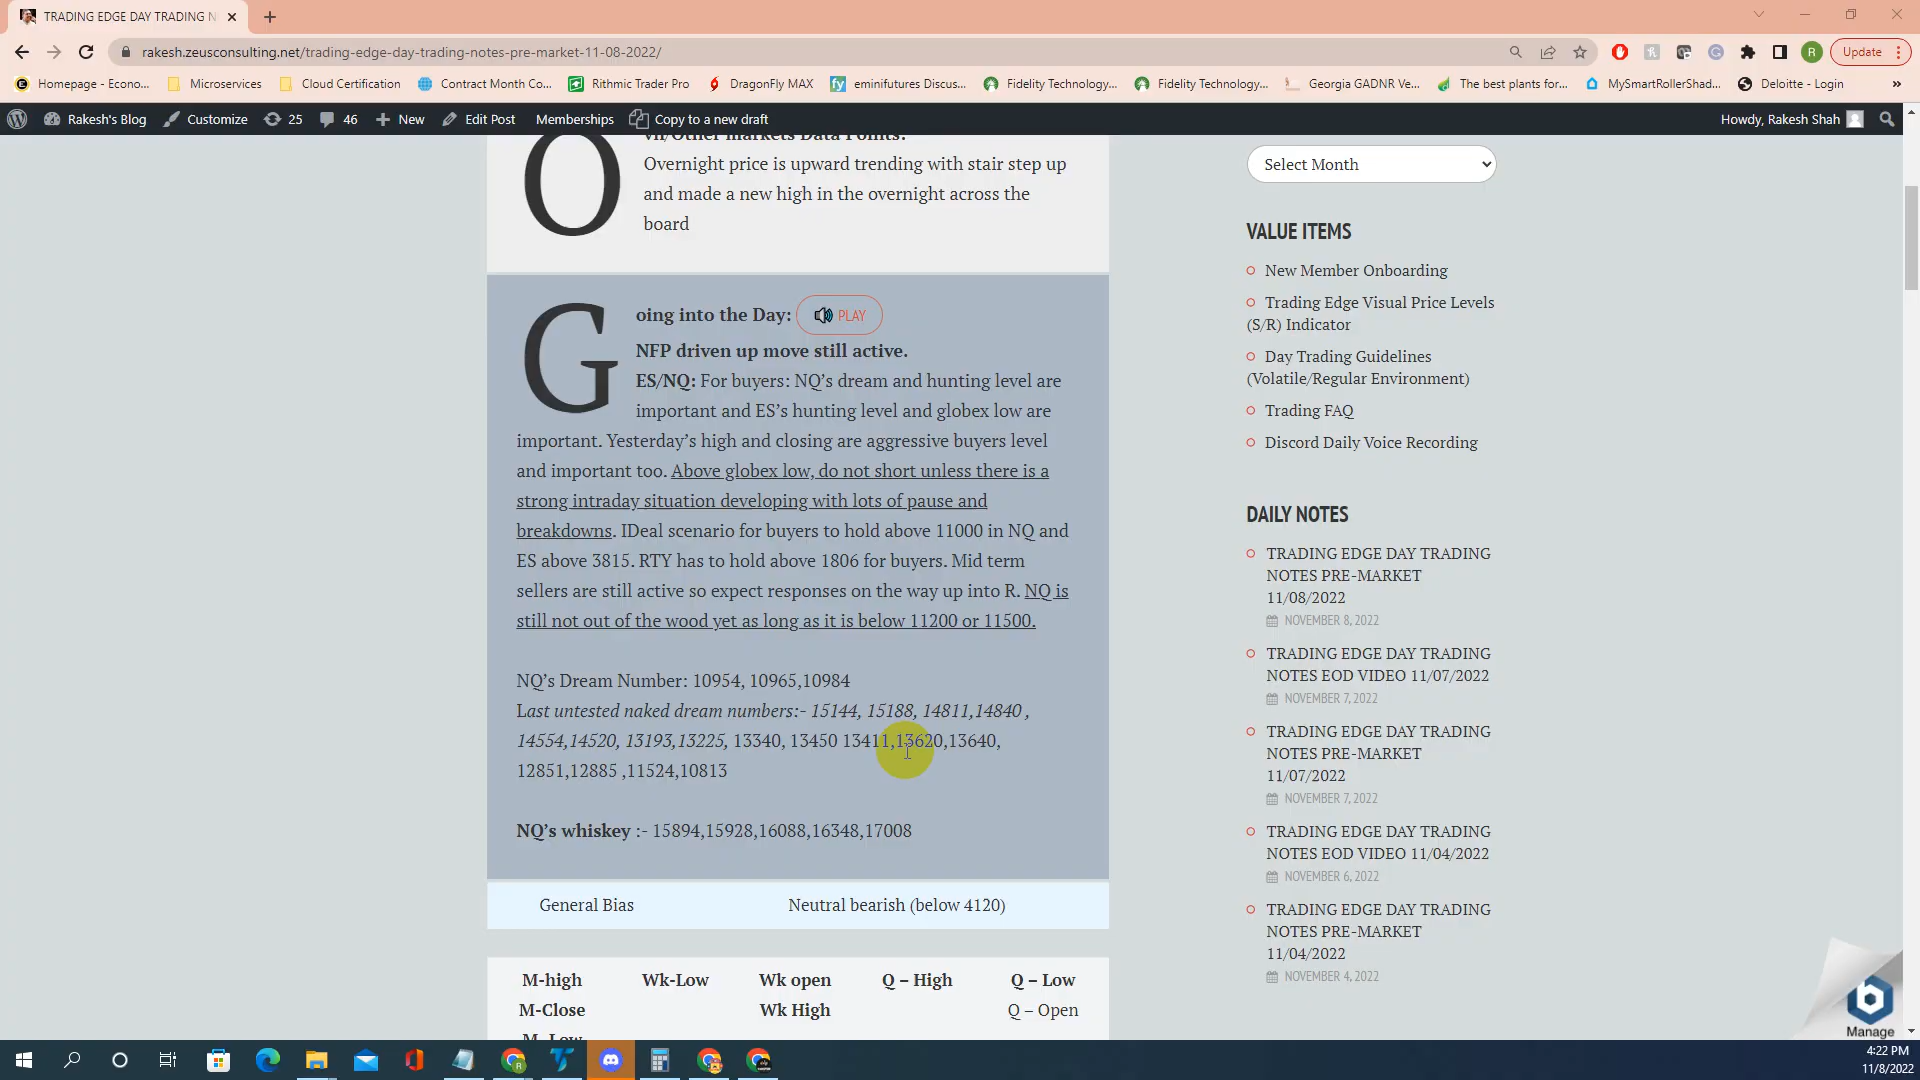 TRADING EDGE DAY TRADING N
rakesh.zeusconsulting.net/trading-edge-day-trading-notes-pre-market-11-08-2022/
R
Update
Homepage - Econo...
Microservices
Cloud Certification
Contract Month Co...
Rithmic Trader Pro
DragonFly MAX
eminifutures Discus...
Fidelity Technology...
Fidelity Technology...
Georgia GADNR Ve...
The best plants for...
MySmartRollerShad...
Deloitte - Login
»
Rakesh's Blog
Customize
25
46
New
Edit Post
Memberships
Copy to a new draft
Howdy, Rakesh Shah
O vn/Other markets Data Points:
Overnight price is upward trending with stair step up
and made a new high in the overnight across the
board
G oing into the Day: PLAY
NFP driven up move still active.
ES/NQ: For buyers: NQ’s dream and hunting level are
important and ES’s hunting level and globex low are
important. Yesterday’s high and closing are aggressive buyers level
and important too. Above globex low, do not short unless there is a
strong intraday situation developing with lots of pause and
breakdowns. IDeal scenario for buyers to hold above 11000 in NQ and
ES above 3815. RTY has to hold above 1806 for buyers. Mid term
sellers are still active so expect responses on the way up into R. NQ is
still not out of the wood yet as long as it is below 11200 or 11500.
NQ’s Dream Number: 10954, 10965,10984
Last untested naked dream numbers:- 15144, 15188, 14811,14840 ,
14554,14520, 13193,13225, 13340, 13450 13411,13620,13640,
12851,12885 ,11524,10813
NQ’s whiskey :- 15894,15928,16088,16348,17008
General Bias
Neutral bearish (below 4120)
M-high
Wk-Low
Wk open
Q – High
Q – Low
M-Close
Wk High
Q – Open
M-Low
Select Month
VALUE ITEMS
New Member Onboarding
Trading Edge Visual Price Levels
(S/R) Indicator
Day Trading Guidelines
(Volatile/Regular Environment)
Trading FAQ
Discord Daily Voice Recording
DAILY NOTES
TRADING EDGE DAY TRADING
NOTES PRE-MARKET
11/08/2022
NOVEMBER 8, 2022
TRADING EDGE DAY TRADING
NOTES EOD VIDEO 11/07/2022
NOVEMBER 7, 2022
TRADING EDGE DAY TRADING
NOTES PRE-MARKET
11/07/2022
NOVEMBER 7, 2022
TRADING EDGE DAY TRADING
NOTES EOD VIDEO 11/04/2022
NOVEMBER 6, 2022
TRADING EDGE DAY TRADING
NOTES PRE-MARKET
11/04/2022
NOVEMBER 4, 2022
Manage
4:22 PM
11/8/2022